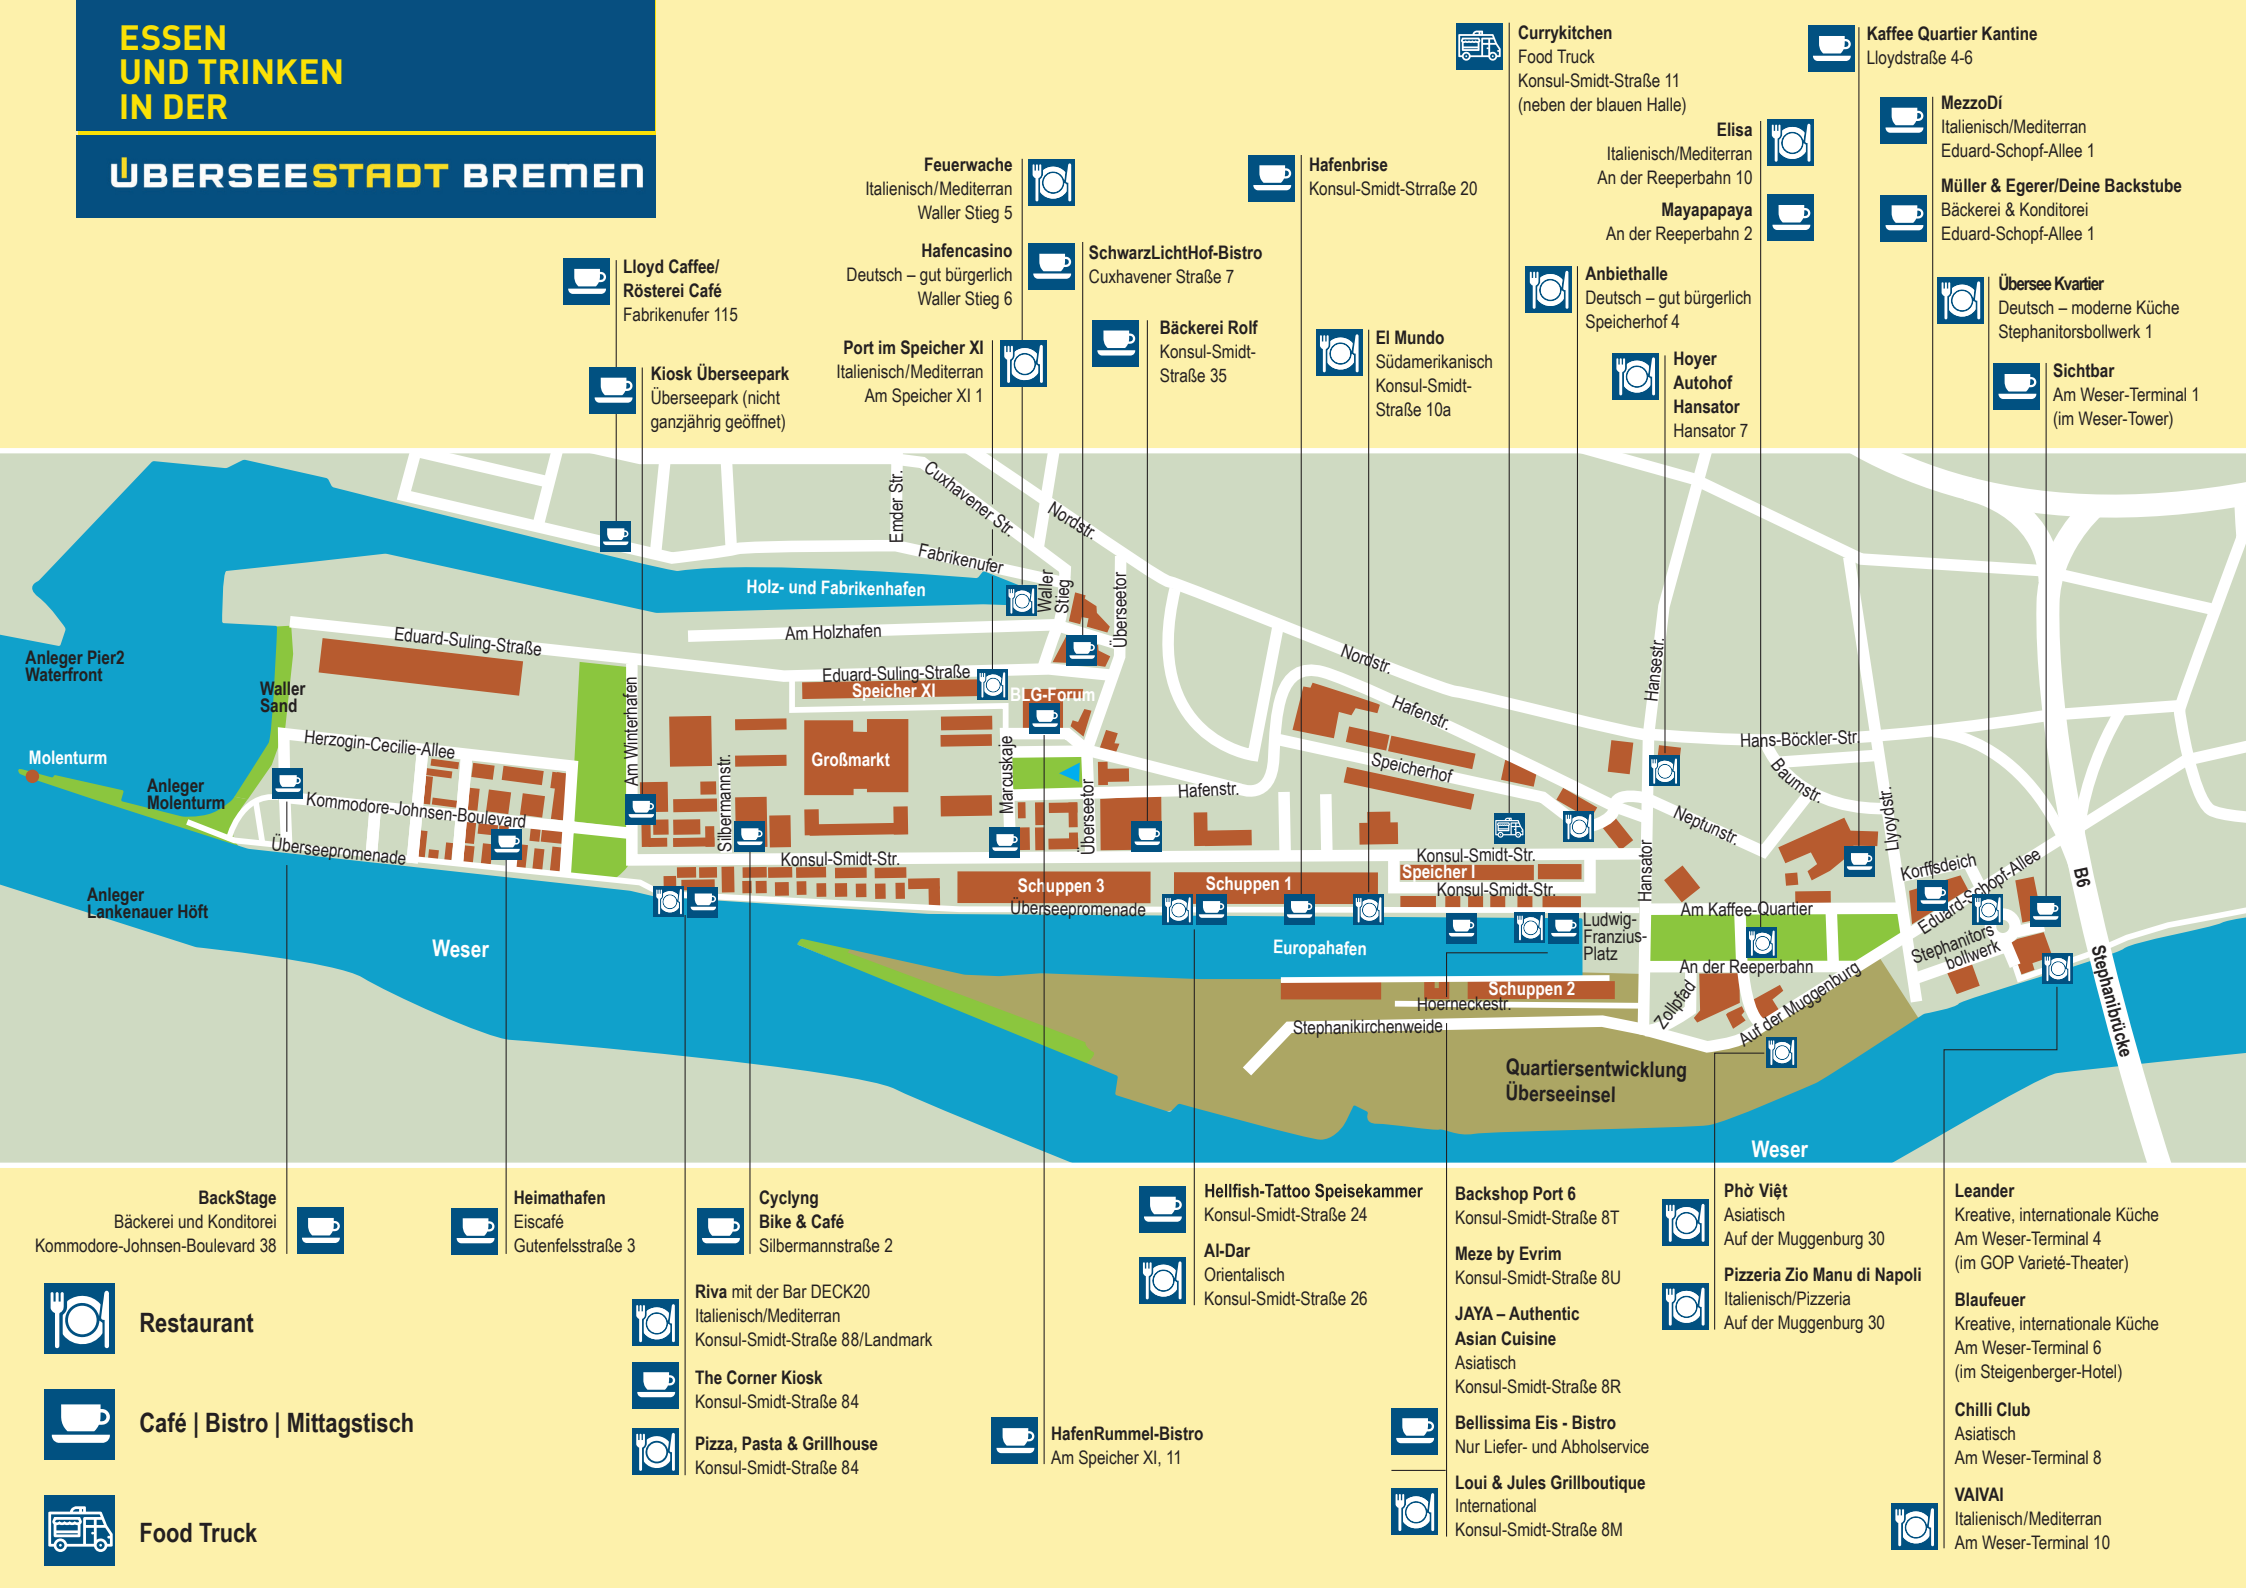 ESSEN
UND TRINKEN
IN DER
ÜBERSEESTADT BREMEN
Lloyd Caffee/
Rösterei Café
Fabrikenufer 115
Kiosk Überseepark
Überseepark (nicht
ganzjährig geöffnet)
Feuerwache
Italienisch/Mediterran
Waller Stieg 5
Hafencasino
Deutsch – gut bürgerlich
Waller Stieg 6
Port im Speicher XI
Italienisch/Mediterran
Am Speicher XI 1
SchwarzLichtHof-Bistro
Cuxhavener Straße 7
Bäckerei Rolf
Konsul-Smidt-
Straße 35
Hafenbrise
Konsul-Smidt-Strraße 20
El Mundo
Südamerikanisch
Konsul-Smidt-
Straße 10a
Currykitchen
Food Truck
Konsul-Smidt-Straße 11
(neben der blauen Halle)
Elisa
Italienisch/Mediterran
An der Reeperbahn 10
Mayapapaya
An der Reeperbahn 2
Anbiethalle
Deutsch – gut bürgerlich
Speicherhof 4
Hoyer
Autohof
Hansator
Hansator 7
Kaffee Quartier Kantine
Lloydstraße 4-6
MezzoDí
Italienisch/Mediterran
Eduard-Schopf-Allee 1
Müller & Egerer/Deine Backstube
Bäckerei & Konditorei
Eduard-Schopf-Allee 1
Übersee Kvartier
Deutsch – moderne Küche
Stephanitorsbollwerk 1
Sichtbar
Am Weser-Terminal 1
(im Weser-Tower)
Emder Str.
Cuxhavener Str.
Nordstr.
Fabrikenufer
Holz- und Fabrikenhafen
Waller
Stieg
Überseetor
Am Holzhafen
Eduard-Suling-Straße
Eduard-Suling-Straße
Speicher XI
BLG-Forum
Anleger Pier2
Waterfront
Waller
Sand
Am Winterhafen
Herzogin-Cecilie-Allee
Molenturm
Anleger
Molenturm
Kommodore-Johnsen-Boulevard
Überseepromenade
Silbermannstr.
Großmarkt
Marcuskaje
Überseetor
Hafenstr.
Nordstr.
Hafenstr.
Speicherhof
Hansestr.
Hans-Böckler-Str.
Baumstr.
Neptunstr.
Llyoydstr.
Konsul-Smidt-Str.
Konsul-Smidt-Str.
Speicher I
Konsul-Smidt-Str.
Hansator
Schuppen 3
Schuppen 1
Überseepromenade
Anleger
Lankenauer Höft
Weser
Europahafen
Ludwig-
Franzius-
Platz
Am Kaffee-Quartier
Korffsdeich
Eduard-Schopf-Allee
Stephanitors
bollwerk
B6
Stephanibrücke
An der Reeperbahn
Zollpfad
Auf der Muggenburg
Schuppen 2
Hoerneckestr.
Stephanikirchenweide
Quartiersentwicklung
Überseeinsel
Weser
BackStage
Bäckerei und Konditorei
Kommodore-Johnsen-Boulevard 38
Heimathafen
Eiscafé
Gutenfelsstraße 3
Cyclyng
Bike & Café
Silbermannstraße 2
Riva mit der Bar DECK20
Italienisch/Mediterran
Konsul-Smidt-Straße 88/Landmark
The Corner Kiosk
Konsul-Smidt-Straße 84
Pizza, Pasta & Grillhouse
Konsul-Smidt-Straße 84
HafenRummel-Bistro
Am Speicher XI, 11
Hellfish-Tattoo Speisekammer
Konsul-Smidt-Straße 24
Al-Dar
Orientalisch
Konsul-Smidt-Straße 26
Backshop Port 6
Konsul-Smidt-Straße 8T
Meze by Evrim
Konsul-Smidt-Straße 8U
JAYA – Authentic
Asian Cuisine
Asiatisch
Konsul-Smidt-Straße 8R
Bellissima Eis - Bistro
Nur Liefer- und Abholservice
Loui & Jules Grillboutique
International
Konsul-Smidt-Straße 8M
Phờ Việt
Asiatisch
Auf der Muggenburg 30
Pizzeria Zio Manu di Napoli
Italienisch/Pizzeria
Auf der Muggenburg 30
Leander
Kreative, internationale Küche
Am Weser-Terminal 4
(im GOP Varieté-Theater)
Blaufeuer
Kreative, internationale Küche
Am Weser-Terminal 6
(im Steigenberger-Hotel)
Chilli Club
Asiatisch
Am Weser-Terminal 8
VAIVAI
Italienisch/Mediterran
Am Weser-Terminal 10
Restaurant
Café | Bistro | Mittagstisch
Food Truck